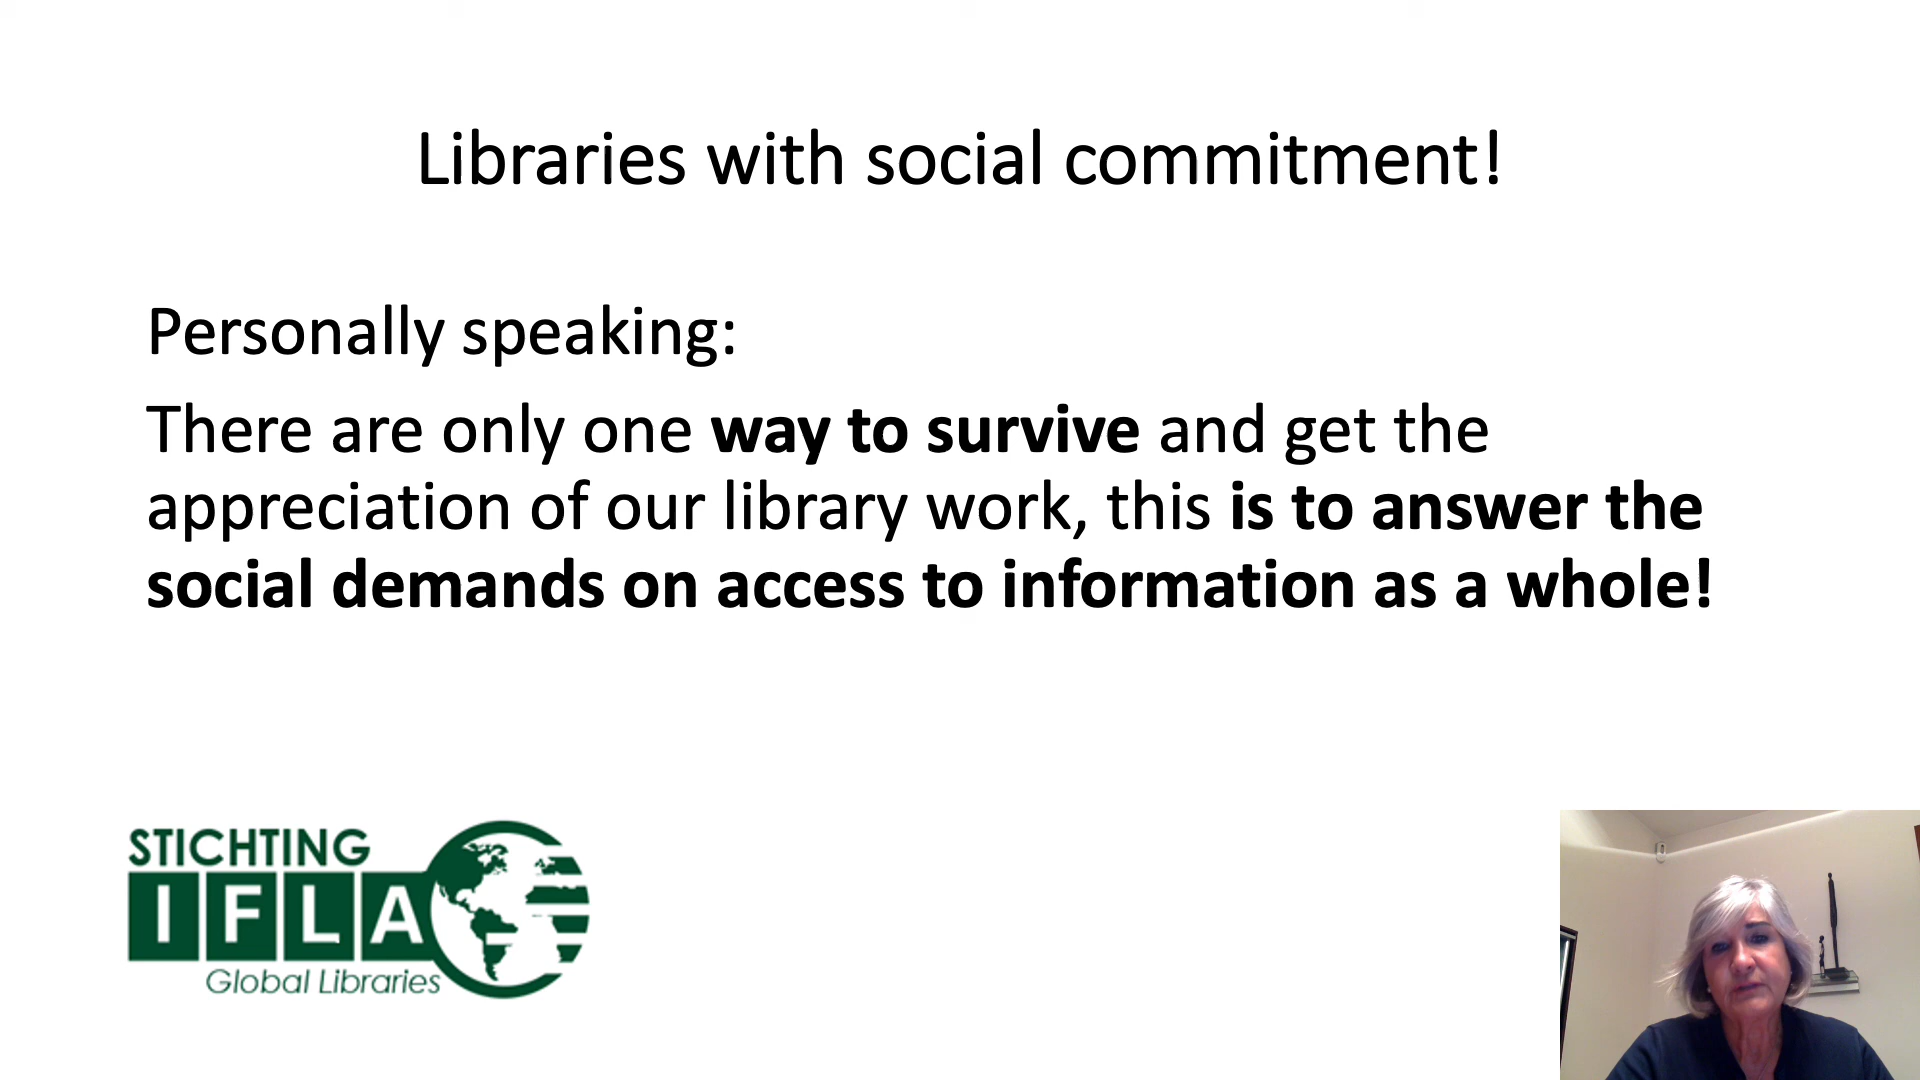 Libraries with social commitment!
Personally speaking:
There are only one way to survive and get the
appreciation of our library work, this is to answer the
social demands on access to information as a whole!
STICHTING
IFLA
Global Libraries